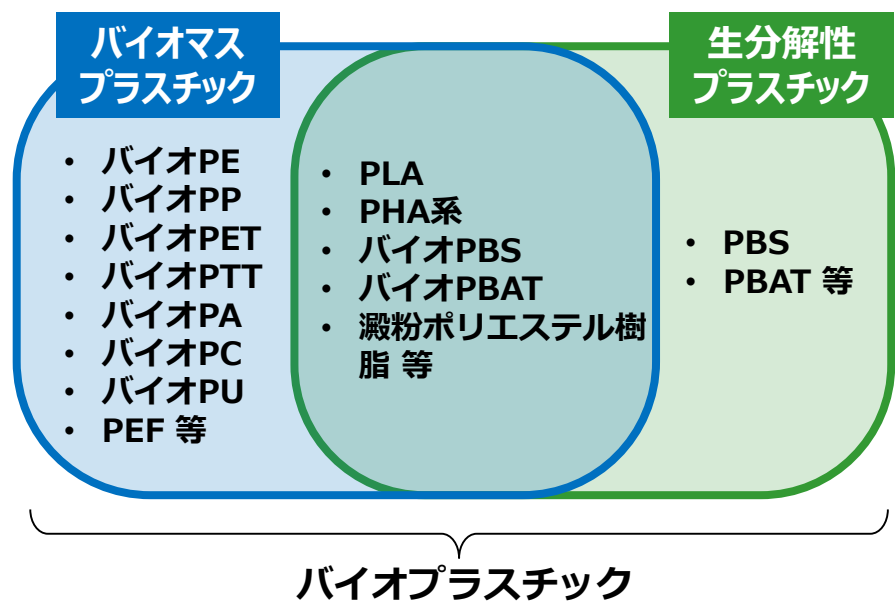 バイオマス
プラスチック
生分解性
プラスチック
• バイオPE
• バイオPP
• バイオPET
• バイオPTT
• バイオPA
• バイオPC
• バイオPU
• PEF 等
• PLA
• PHA系
• バイオPBS
• バイオPBAT
• 澱粉ポリエステル樹
脂 等
• PBS
• PBAT 等
バイオプラスチック